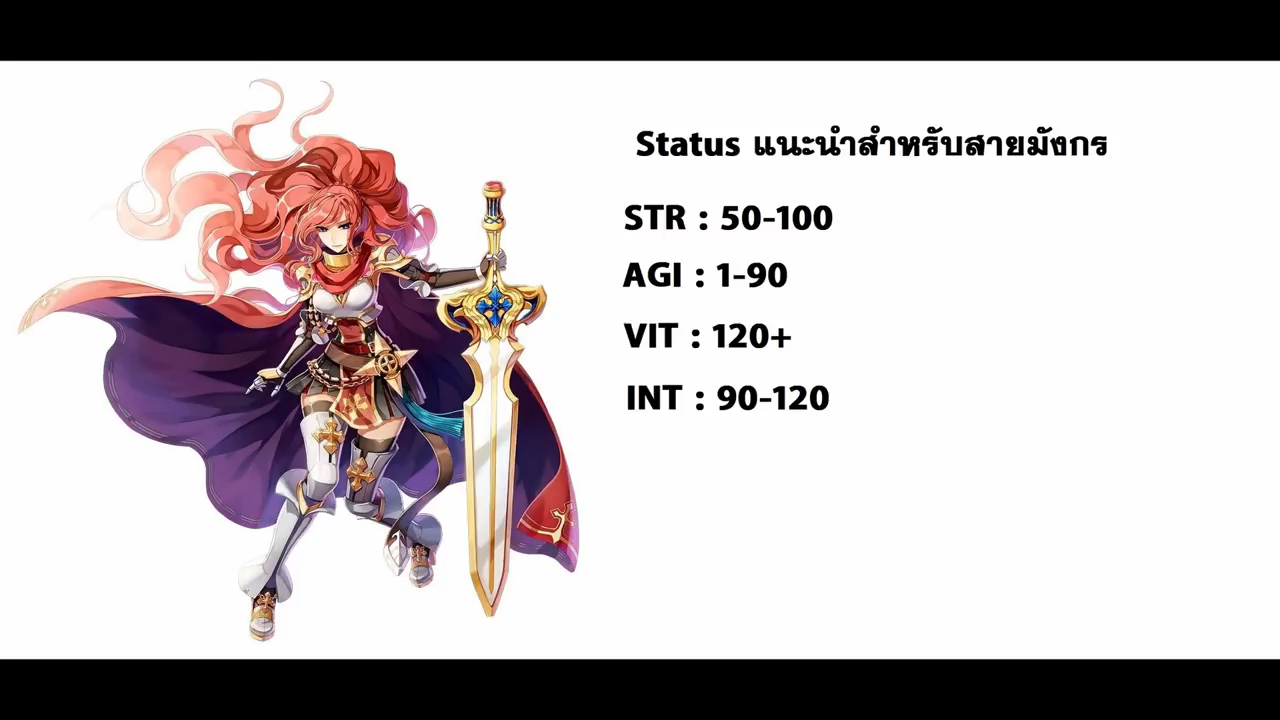 Status แนะนำสำหรับสายมังกร
STR : 50-100
AGI : 1-90
VIT : 120+
INT : 90-120